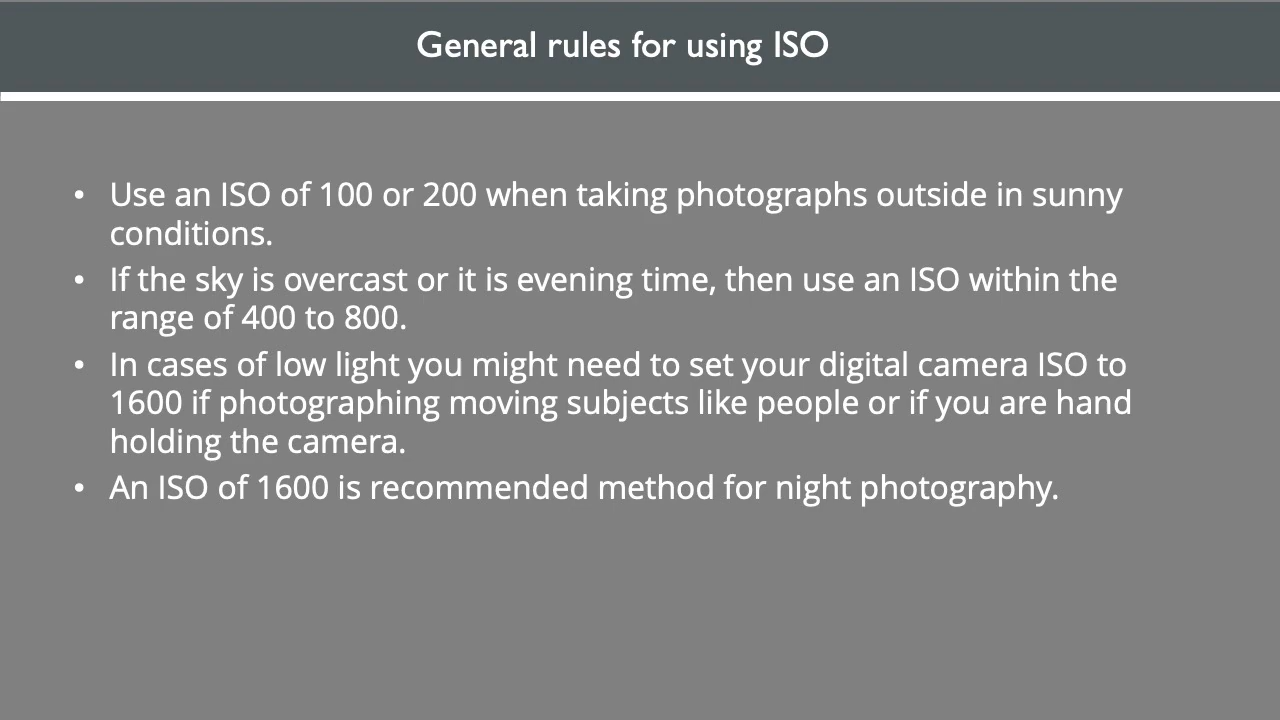 General rules for using ISO
• Use an ISO of 100 or 200 when taking photographs outside in sunny
conditions.
• If the sky is overcast or it is evening time, then use an ISO within the
range of 400 to 800.
• In cases of low light you might need to set your digital camera ISO to
1600 if photographing moving subjects like people or if you are hand
holding the camera.
• An ISO of 1600 is recommended method for night photography.